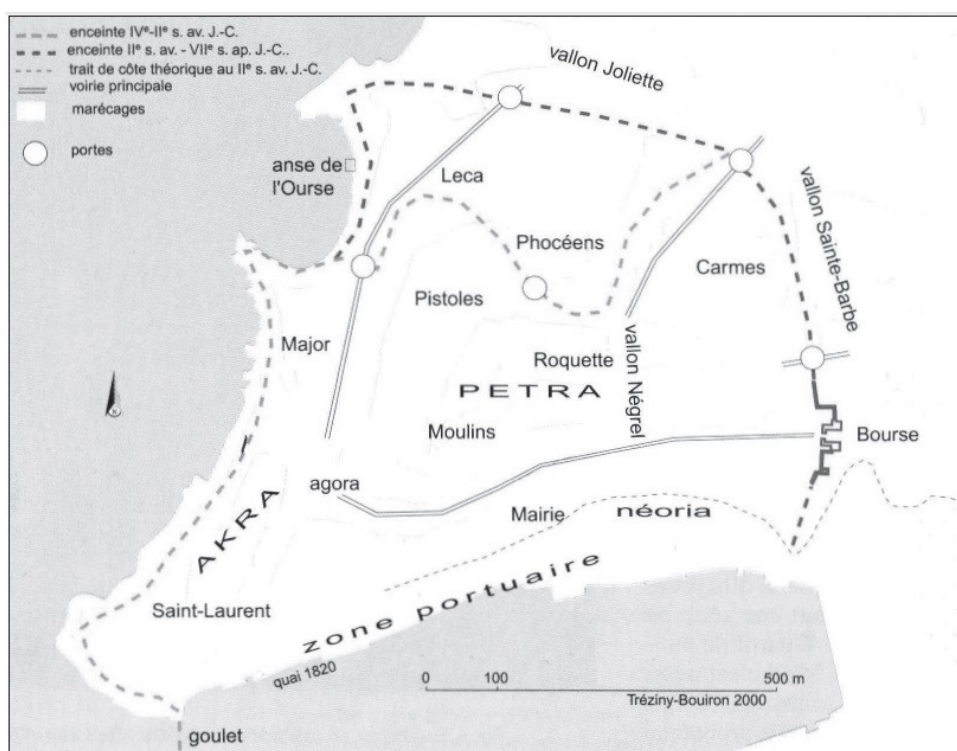 enceinte IVe-IIe s. av. J.-C.
enceinte IIe s. av. - VIIe s. ap. J.-C..
trait de côte théorique au IIe s. av. J.-C.
voirie principale
marécages
portes
vallon Joliette
anse de
l'Ourse
Leca
vallon Sainte-Barbe
Phocéens
Carmes
Pistoles
Major
Roquette
vallon Négrel
PETRA
Moulins
Bourse
agora
Mairie
néoria
AKRA
zone portuaire
Saint-Laurent
quai 1820
0 100 500 m
Tréziny-Bouiron 2000
goulet
N